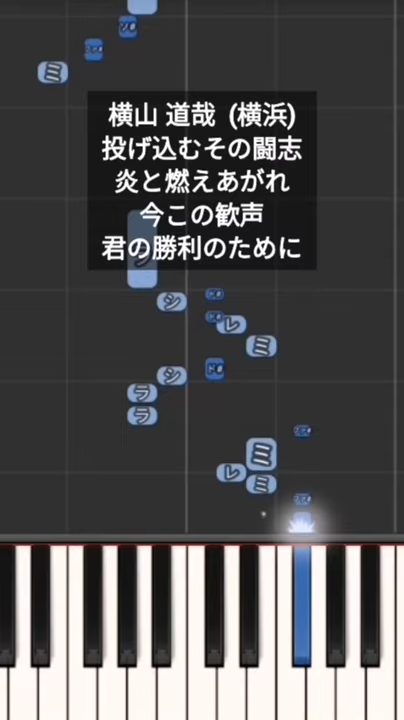 ミ
横山 道哉 (横浜)
投げ込むその闘志
炎と燃えあがれ
今この歓声
君の勝利のために
シ
レ
ミ
シ
ラ
ラ
ミ
レ
ミ